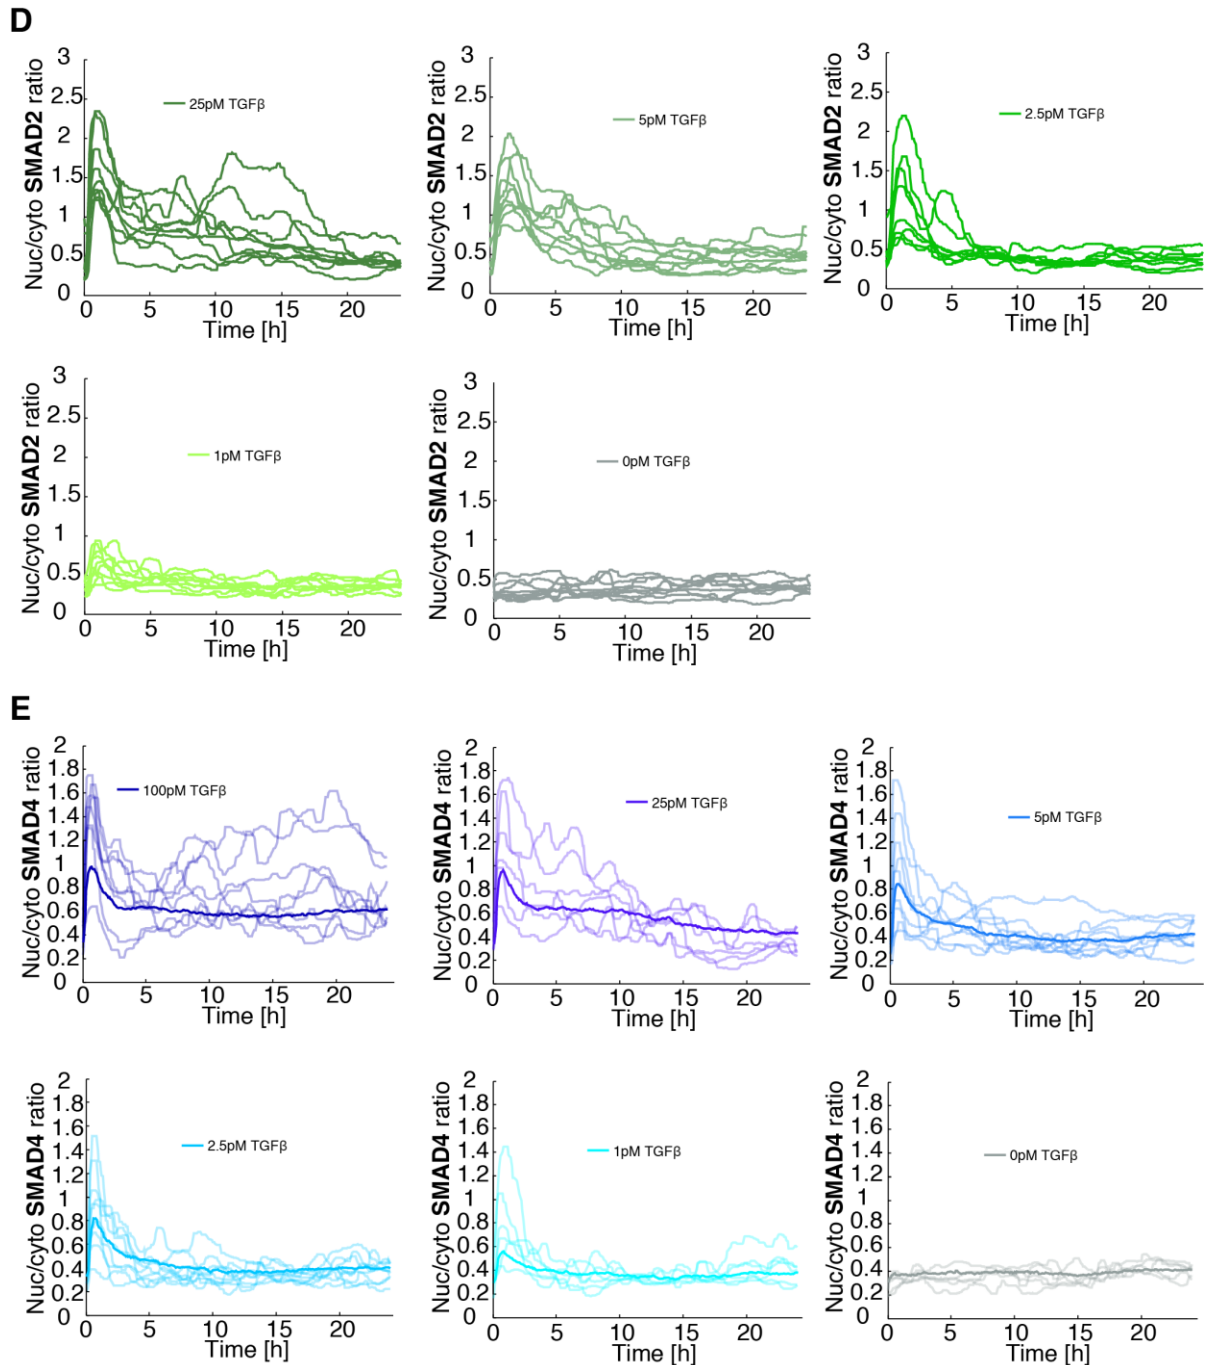 D
Nuc/cyto SMAD2 ratio
3
2.5
2
1.5
1
0.5
0
25pM TGFβ
0 5 10 15 20
Time [h]
Nuc/cyto SMAD2 ratio
3
2.5
2
1.5
1
0.5
0
5pM TGFβ
0 5 10 15 20
Time [h]
Nuc/cyto SMAD2 ratio
3
2.5
2
1.5
1
0.5
0
2.5pM TGFβ
0 5 10 15 20
Time [h]
Nuc/cyto SMAD2 ratio
3
2.5
2
1.5
1
0.5
0
1pM TGFβ
0 5 10 15 20
Time [h]
Nuc/cyto SMAD2 ratio
3
2.5
2
1.5
1
0.5
0
0pM TGFβ
0 5 10 15 20
Time [h]
E
Nuc/cyto SMAD4 ratio
2
1.8
1.6
1.4
1.2
1
0.8
0.6
0.4
0.2
0
100pM TGFβ
0 5 10 15 20
Time [h]
Nuc/cyto SMAD4 ratio
2
1.8
1.6
1.4
1.2
1
0.8
0.6
0.4
0.2
0
25pM TGFβ
0 5 10 15 20
Time [h]
Nuc/cyto SMAD4 ratio
2
1.8
1.6
1.4
1.2
1
0.8
0.6
0.4
0.2
0
5pM TGFβ
0 5 10 15 20
Time [h]
Nuc/cyto SMAD4 ratio
2
1.8
1.6
1.4
1.2
1
0.8
0.6
0.4
0.2
0
2.5pM TGFβ
0 5 10 15 20
Time [h]
Nuc/cyto SMAD4 ratio
2
1.8
1.6
1.4
1.2
1
0.8
0.6
0.4
0.2
0
1pM TGFβ
0 5 10 15 20
Time [h]
Nuc/cyto SMAD4 ratio
2
1.8
1.6
1.4
1.2
1
0.8
0.6
0.4
0.2
0
0pM TGFβ
0 5 10 15 20
Time [h]